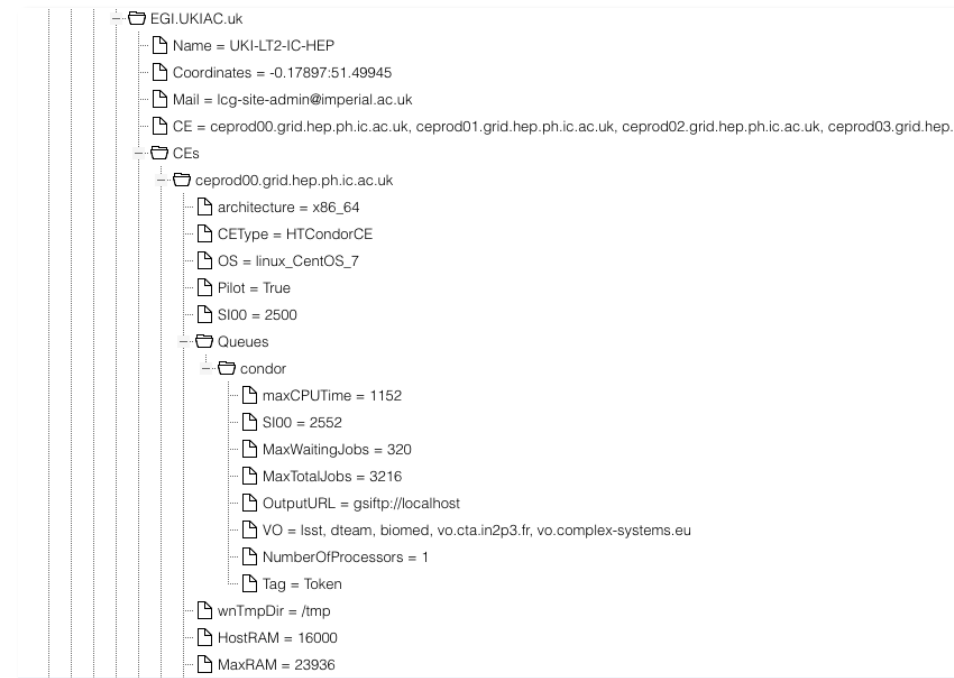 EGI.UKIAC.uk
Name = UKI-LT2-IC-HEP
Coordinates = -0.17897:51.49945
Mail = lcg-site-admin@imperial.ac.uk
CE = ceprod00.grid.hep.ph.ic.ac.uk, ceprod01.grid.hep.ph.ic.ac.uk, ceprod02.grid.hep.ph.ic.ac.uk, ceprod03.grid.hep.
CEs
ceprod00.grid.hep.ph.ic.ac.uk
architecture = x86_64
CEType = HTCondorCE
OS = linux_CentOS_7
Pilot = True
SI00 = 2500
Queues
condor
maxCPUTime = 1152
SI00 = 2552
MaxWaitingJobs = 320
MaxTotalJobs = 3216
OutputURL = gsiftp://localhost
VO = lsst, dteam, biomed, vo.cta.in2p3.fr, vo.complex-systems.eu
NumberOfProcessors = 1
Tag = Token
wnTmpDir = /tmp
HostRAM = 16000
MaxRAM = 23936